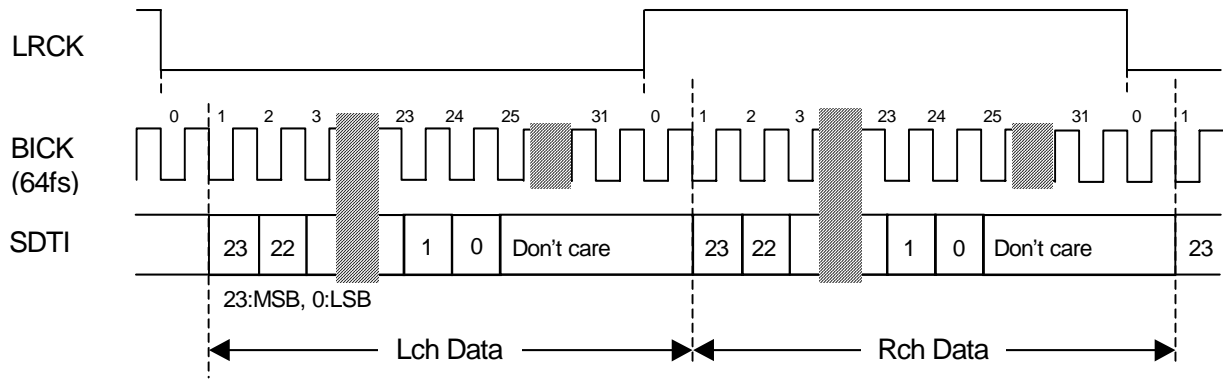 LRCK
0 1 2 3 23 24 25 31 0 1 2 3 23 24 25 31 0 1
BICK
(64fs)
SDTI
23 22 1 0 Don't care 23 22 1 0 Don't care 23
23:MSB, 0:LSB
Lch Data Rch Data